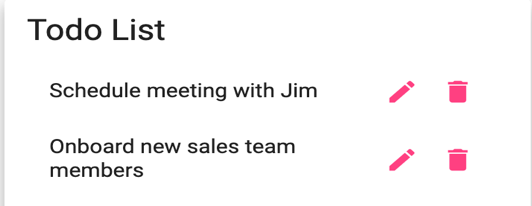 Todo List
Schedule meeting with Jim
Onboard new sales team
members